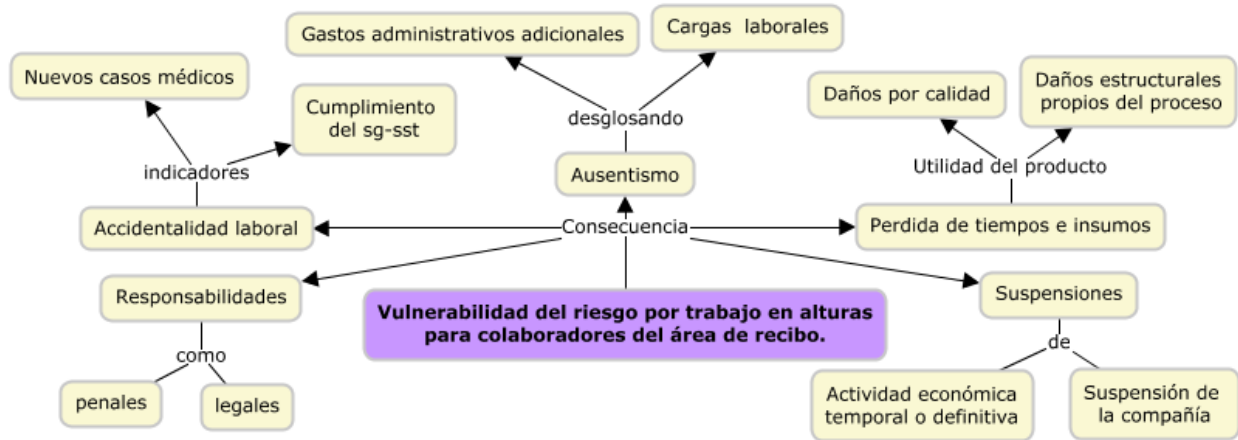 Gastos administrativos adicionales
Cargas laborales
Nuevos casos médicos
Cumplimiento
del sg-sst
Daños por calidad
Daños estructurales
propios del proceso
desglosando
indicadores
Utilidad del producto
Ausentismo
Accidentalidad laboral
Consecuencia
Perdida de tiempos e insumos
Responsabilidades
Vulnerabilidad del riesgo por trabajo en alturas
para colaboradores del área de recibo.
Suspensiones
como
de
penales
legales
Actividad económica
temporal o definitiva
Suspensión de
la compañía